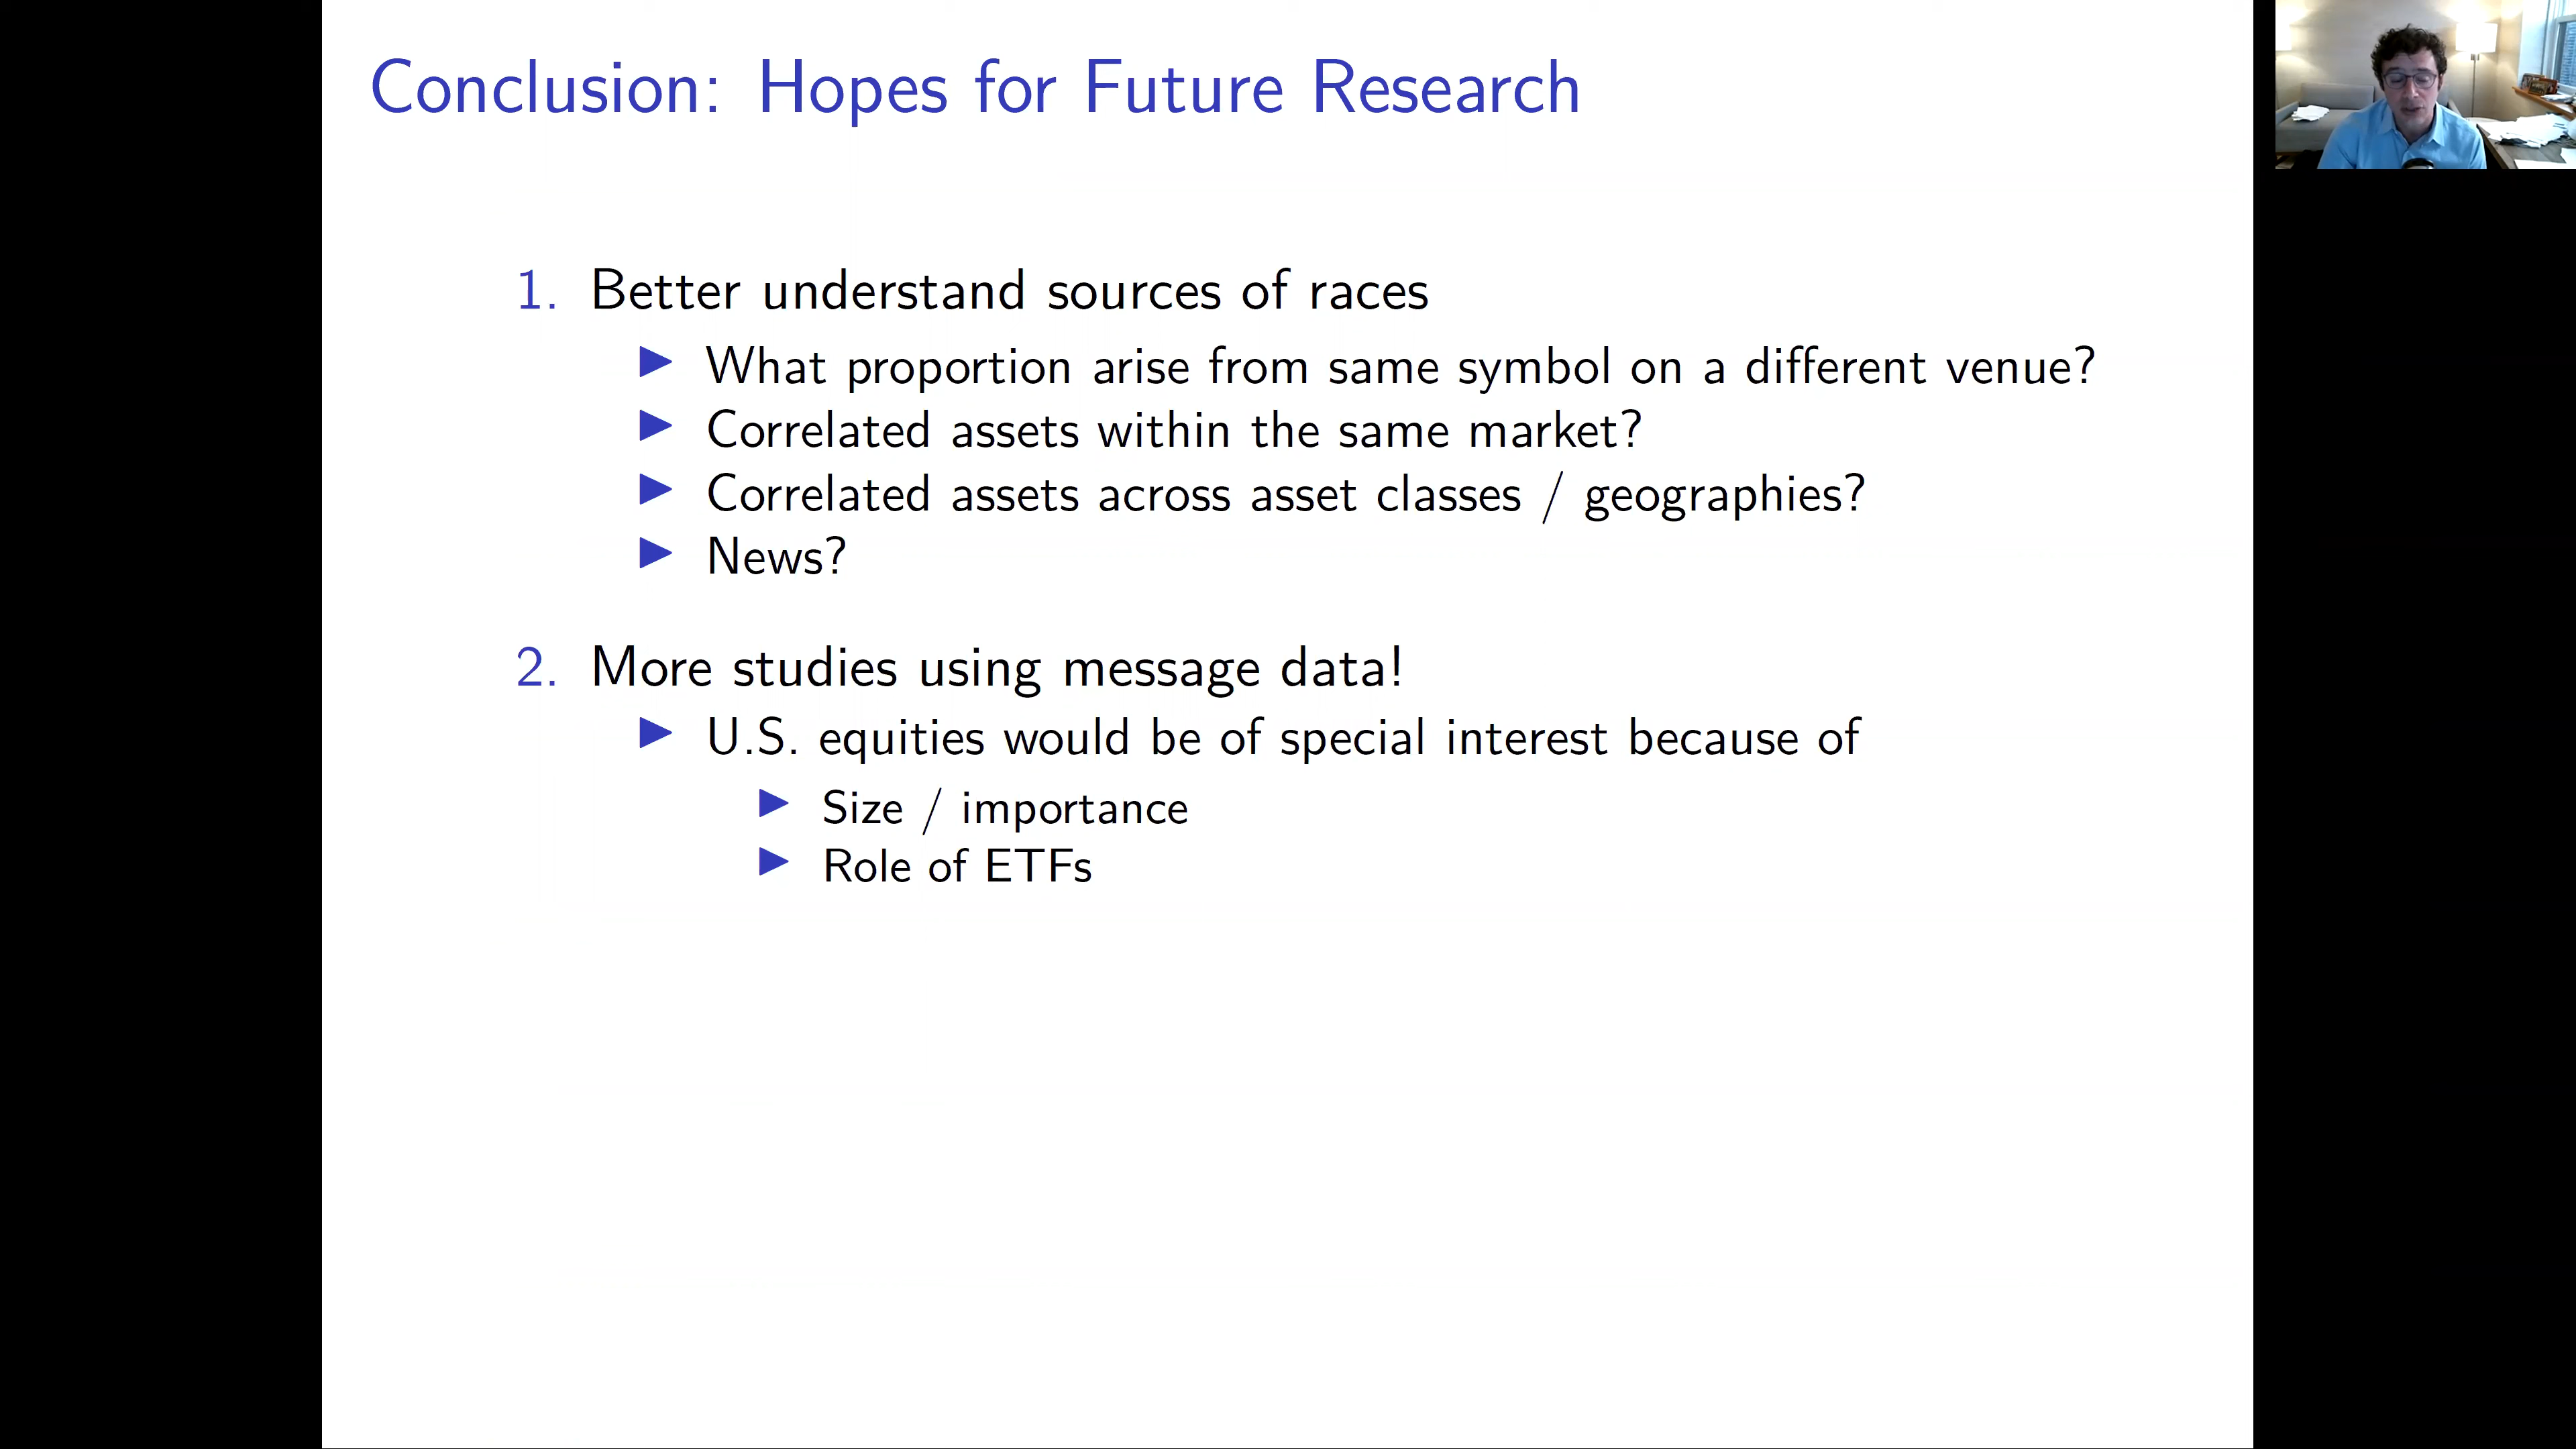 Conclusion: Hopes for Future Research
1. Better understand sources of races
▶ What proportion arise from same symbol on a different venue?
▶ Correlated assets within the same market?
▶ Correlated assets across asset classes / geographies?
▶ News?
2. More studies using message data!
▶ U.S. equities would be of special interest because of
▶ Size / importance
▶ Role of ETFs